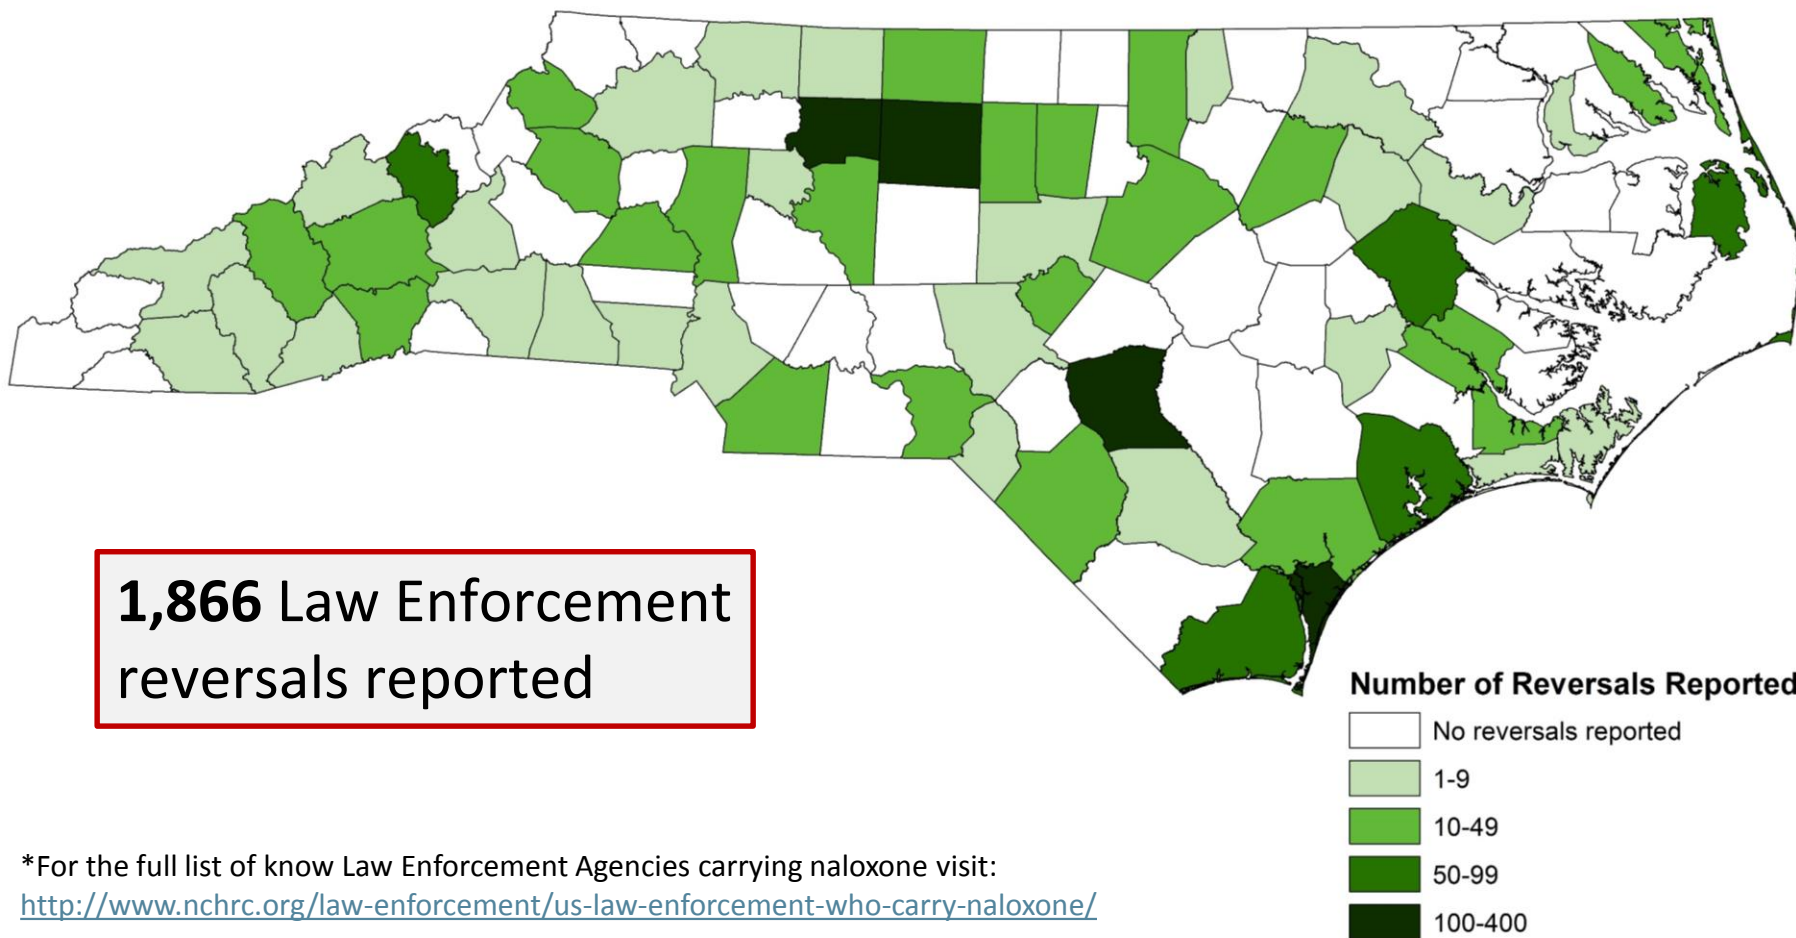 1,866 Law Enforcement
reversals reported
Number of Reversals Reported
No reversals reported
1-9
10-49
50-99
100-400
*For the full list of know Law Enforcement Agencies carrying naloxone visit:
http://www.nchrc.org/law-enforcement/us-law-enforcement-who-carry-naloxone/